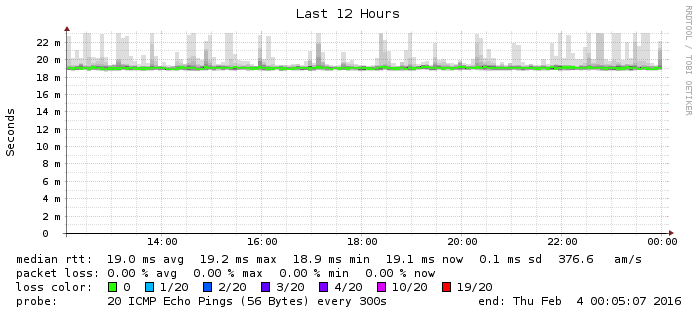 Last 12 Hours
RRDTOOL / TOBI OETIKER
Seconds
22 m
20 m
18 m
16 m
14 m
12 m
10 m
8 m
6 m
4 m
2 m
0
14:00 16:00 18:00 20:00 22:00 00:00
median rtt: 19.0 ms avg 19.2 ms max 18.9 ms min 19.1 ms now 0.1 ms sd 376.6 am/s
packet loss: 0.00 % avg 0.00 % max 0.00 % min 0.00 % now
loss color: 0 1/20 2/20 3/20 4/20 10/20 19/20
probe: 20 ICMP Echo Pings (56 Bytes) every 300s end: Thu Feb 4 00:05:07 2016